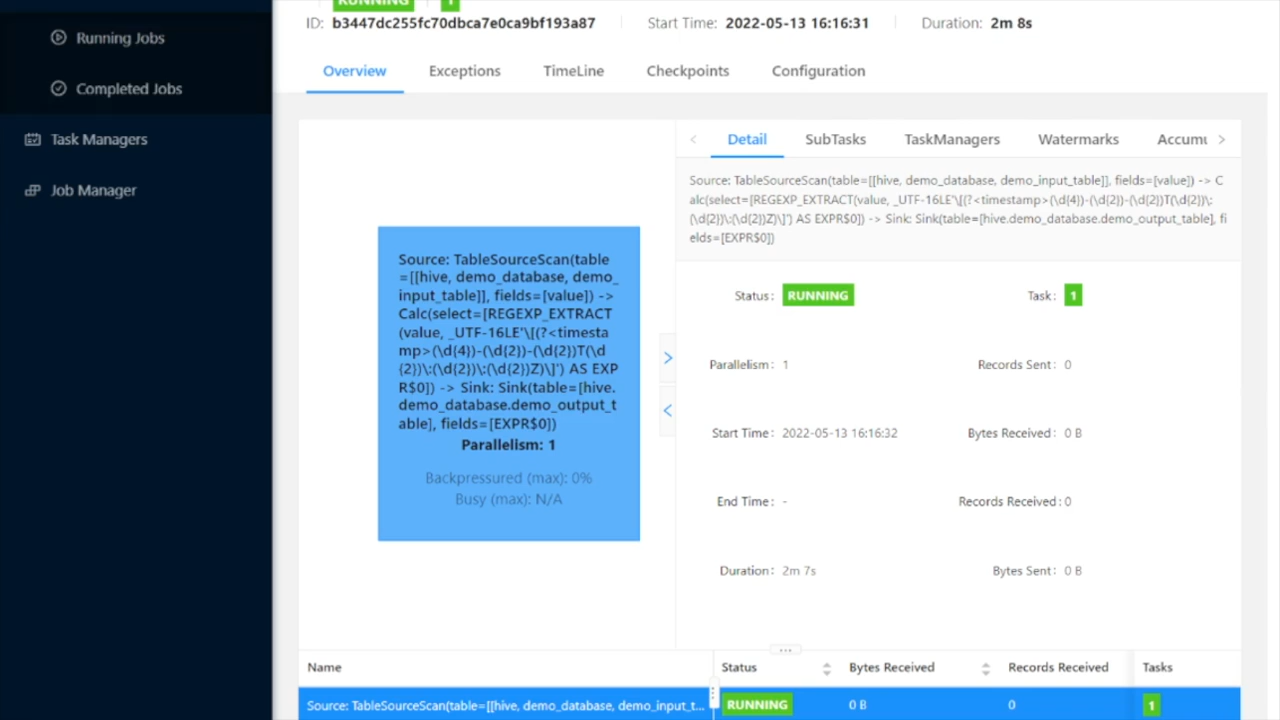 RUNNING 1
ID: b3447dc255fc70dbca7e0ca9bf193a87 Start Time: 2022-05-13 16:16:31 Duration: 2m 8s
Running Jobs
Completed Jobs
Task Managers
Job Manager
Overview Exceptions TimeLine Checkpoints Configuration
Source: TableSourceScan(table
=[[hive, demo_database, demo_
input_table]], fields=[value]) ->
Calc(select=[REGEXP_EXTRACT
(value, _UTF-16LE'\[(?<timesta
mp>(\d{4})-(\d{2})-(\d{2})T(\d
{2})\:(\d{2})\:(\d{2})Z)\]') AS EXP
R$0]) -> Sink: Sink(table=[hive.
demo_database.demo_output_t
able], fields=[EXPR$0])
Parallelism: 1
Backpressured (max): 0%
Busy (max): N/A
Detail SubTasks TaskManagers Watermarks Accumu
Source: TableSourceScan(table=[[hive, demo_database, demo_input_table]], fields=[value]) -> C
alc(select=[REGEXP_EXTRACT(value, _UTF-16LE'\[(?<timestamp>(\d{4})-(\d{2})-(\d{2})T(\d{2})\:
(\d{2})\:(\d{2})Z)\]') AS EXPR$0]) -> Sink: Sink(table=[hive.demo_database.demo_output_table], fi
elds=[EXPR$0])
Status: RUNNING Task: 1
Parallelism: 1 Records Sent: 0
Start Time: 2022-05-13 16:16:32 Bytes Received: 0 B
End Time: - Records Received: 0
Duration: 2m 7s Bytes Sent: 0 B
Name Status Bytes Received Records Received Tasks
Source: TableSourceScan(table=[[hive, demo_database, demo_input_t... RUNNING 0 B 0 1